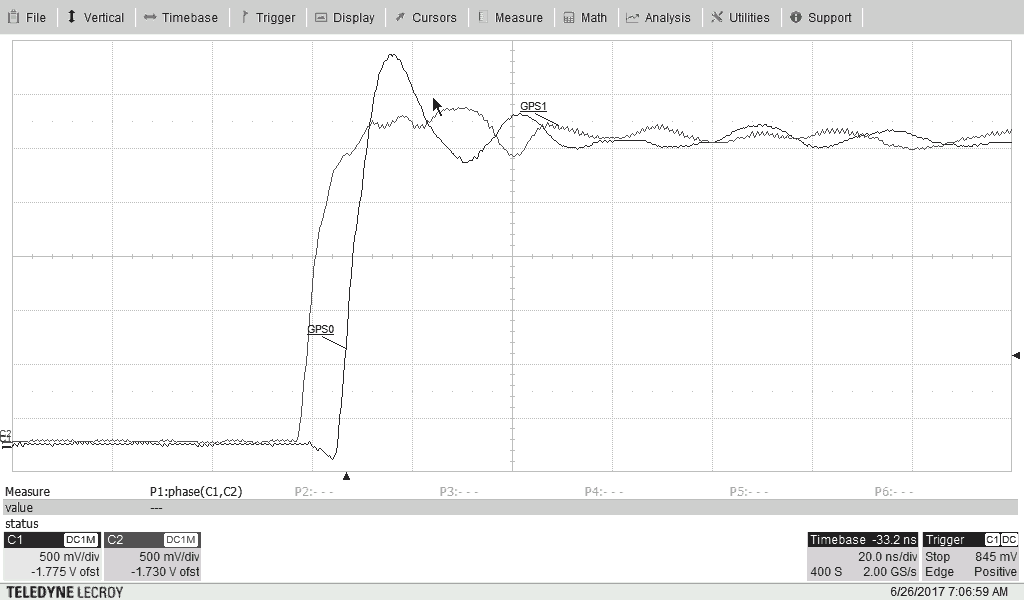 File Vertical Timebase Trigger Display Cursors Measure Math Analysis Utilities Support
GPS1
GPS0
C2
Measure P1:phase(C1,C2) P2:- - - P3:- - - P4:- - - P5:- - - P6:- - -
value ---
status
C1 DC1M C2 DC1M Timebase -33.2 ns Trigger C1 DC
500 mV/div 500 mV/div 20.0 ns/div Stop 845 mV
-1.775 V ofst -1.730 V ofst 400 S 2.00 GS/s Edge Positive
TELEDYNE LECROY 6/26/2017 7:06:59 AM